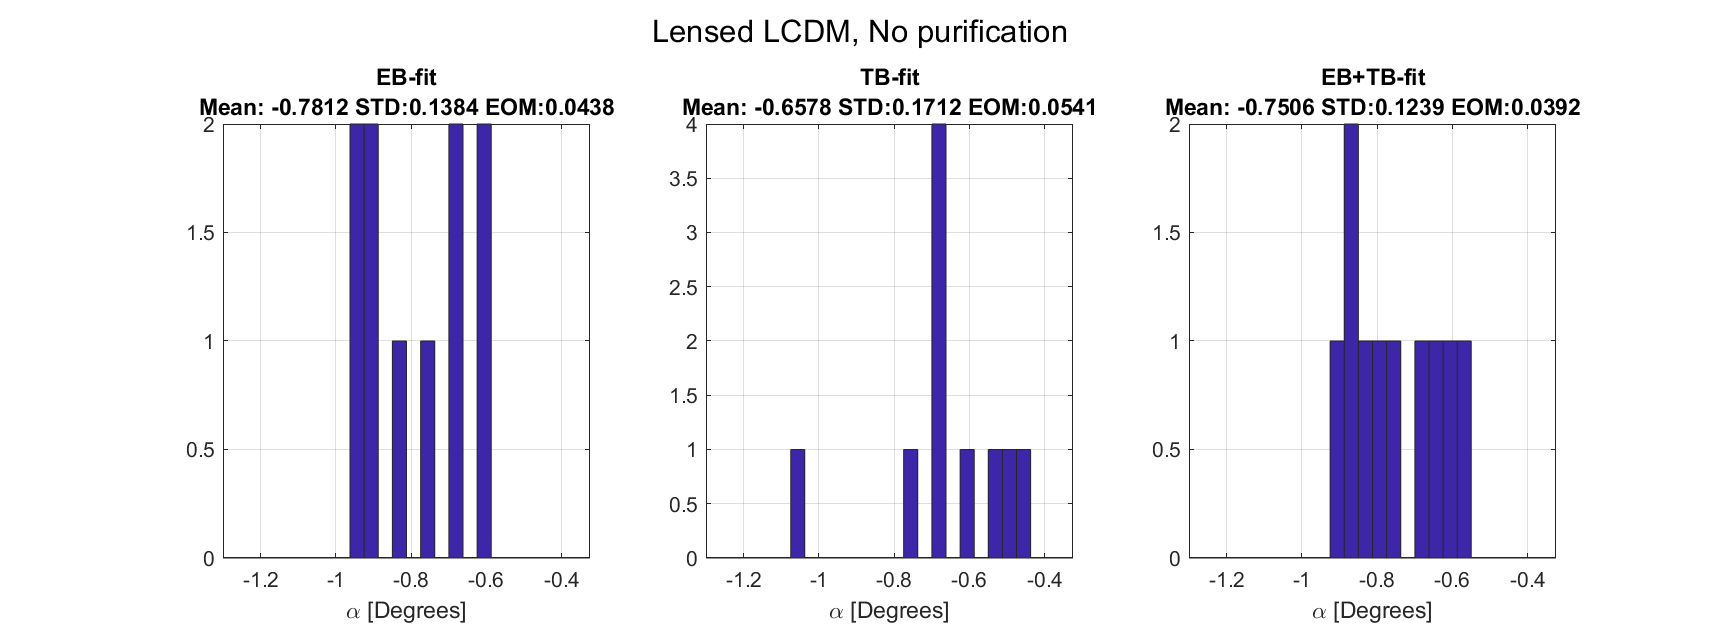 Lensed LCDM, No purification
EB-fit
Mean: -0.7812 STD:0.1384 EOM:0.0438
2
1.5
1
0.5
0
-1.2 -1 -0.8 -0.6 -0.4
α [Degrees]
TB-fit
Mean: -0.6578 STD:0.1712 EOM:0.0541
4
3.5
3
2.5
2
1.5
1
0.5
0
-1.2 -1 -0.8 -0.6 -0.4
α [Degrees]
EB+TB-fit
Mean: -0.7506 STD:0.1239 EOM:0.0392
2
1.5
1
0.5
0
-1.2 -1 -0.8 -0.6 -0.4
α [Degrees]